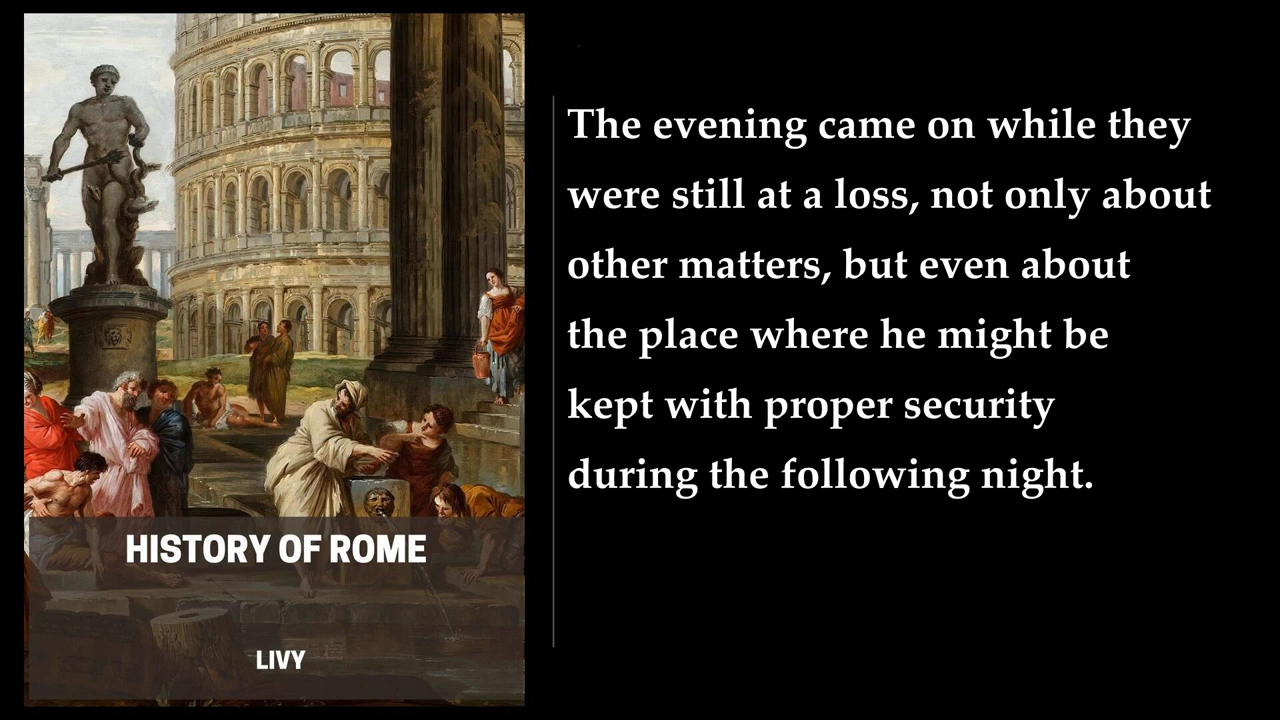 HISTORY OF ROME
LIVY
The evening came on while they
were still at a loss, not only about
other matters, but even about
the place where he might be
kept with proper security
during the following night.